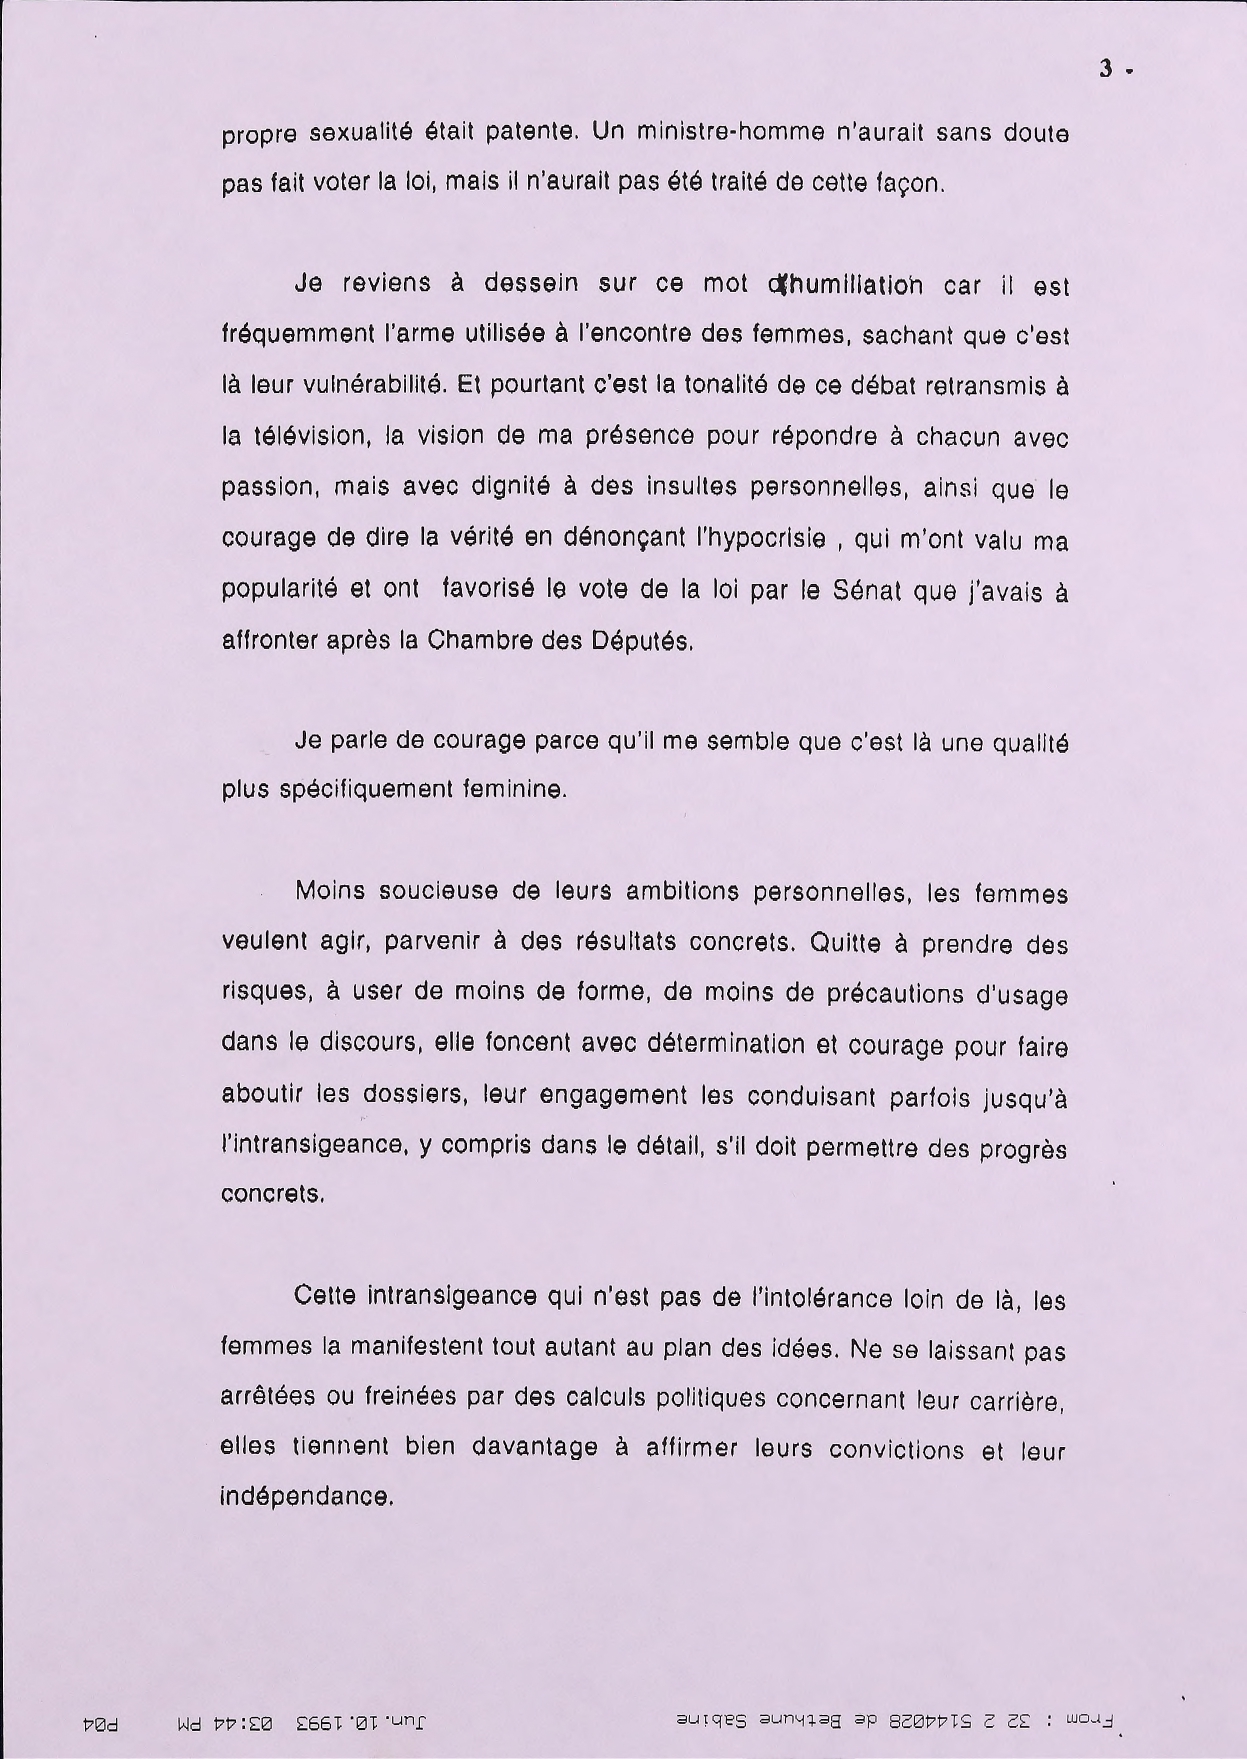 3 -
propre sexualité était patente. Un ministre-homme n'aurait sans doute
pas fait voter la loi, mais il n'aurait pas été traité de cette façon.
Je reviens à dessein sur ce mot d'humiliation car il est
fréquemment l'arme utilisée à l'encontre des femmes, sachant que c'est
là leur vulnérabilité. Et pourtant c'est la tonalité de ce débat retransmis à
la télévision, la vision de ma présence pour répondre à chacun avec
passion, mais avec dignité à des insultes personnelles, ainsi que le
courage de dire la vérité en dénonçant l'hypocrisie , qui m'ont valu ma
popularité et ont favorisé le vote de la loi par le Sénat que j'avais à
affronter après la Chambre des Députés.
Je parle de courage parce qu'il me semble que c'est là une qualité
plus spécifiquement feminine.
Moins soucieuse de leurs ambitions personnelles, les femmes
veulent agir, parvenir à des résultats concrets. Quitte à prendre des
risques, à user de moins de forme, de moins de précautions d'usage
dans le discours, elle foncent avec détermination et courage pour faire
aboutir les dossiers, leur engagement les conduisant parfois jusqu'à
l'intransigeance, y compris dans le détail, s'il doit permettre des progrès
concrets.
Cette intransigeance qui n'est pas de l'intolérance loin de là, les
femmes la manifestent tout autant au plan des idées. Ne se laissant pas
arrêtées ou freinées par des calculs politiques concernant leur carrière,
elles tiennent bien davantage à affirmer leurs convictions et leur
indépendance.
From : 32 2 5144028 de Bethune Sabine Jun. 10. 1993 03:44 PM P04